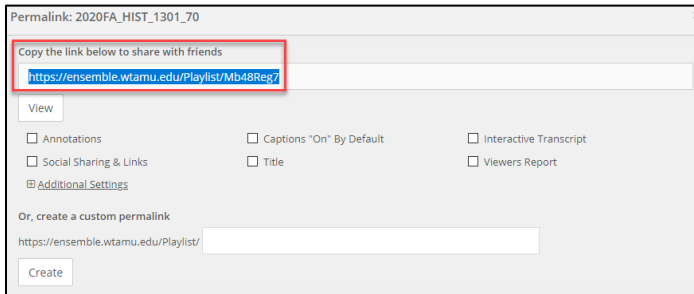 Permalink: 2020FA_HIST_1301_70
Copy the link below to share with friends
https://ensemble.wtamu.edu/Playlist/Mb48Reg7
View
Annotations Captions "On" By Default Interactive Transcript
Social Sharing & Links Title Viewers Report
Additional Settings
Or, create a custom permalink
https://ensemble.wtamu.edu/Playlist/
Create